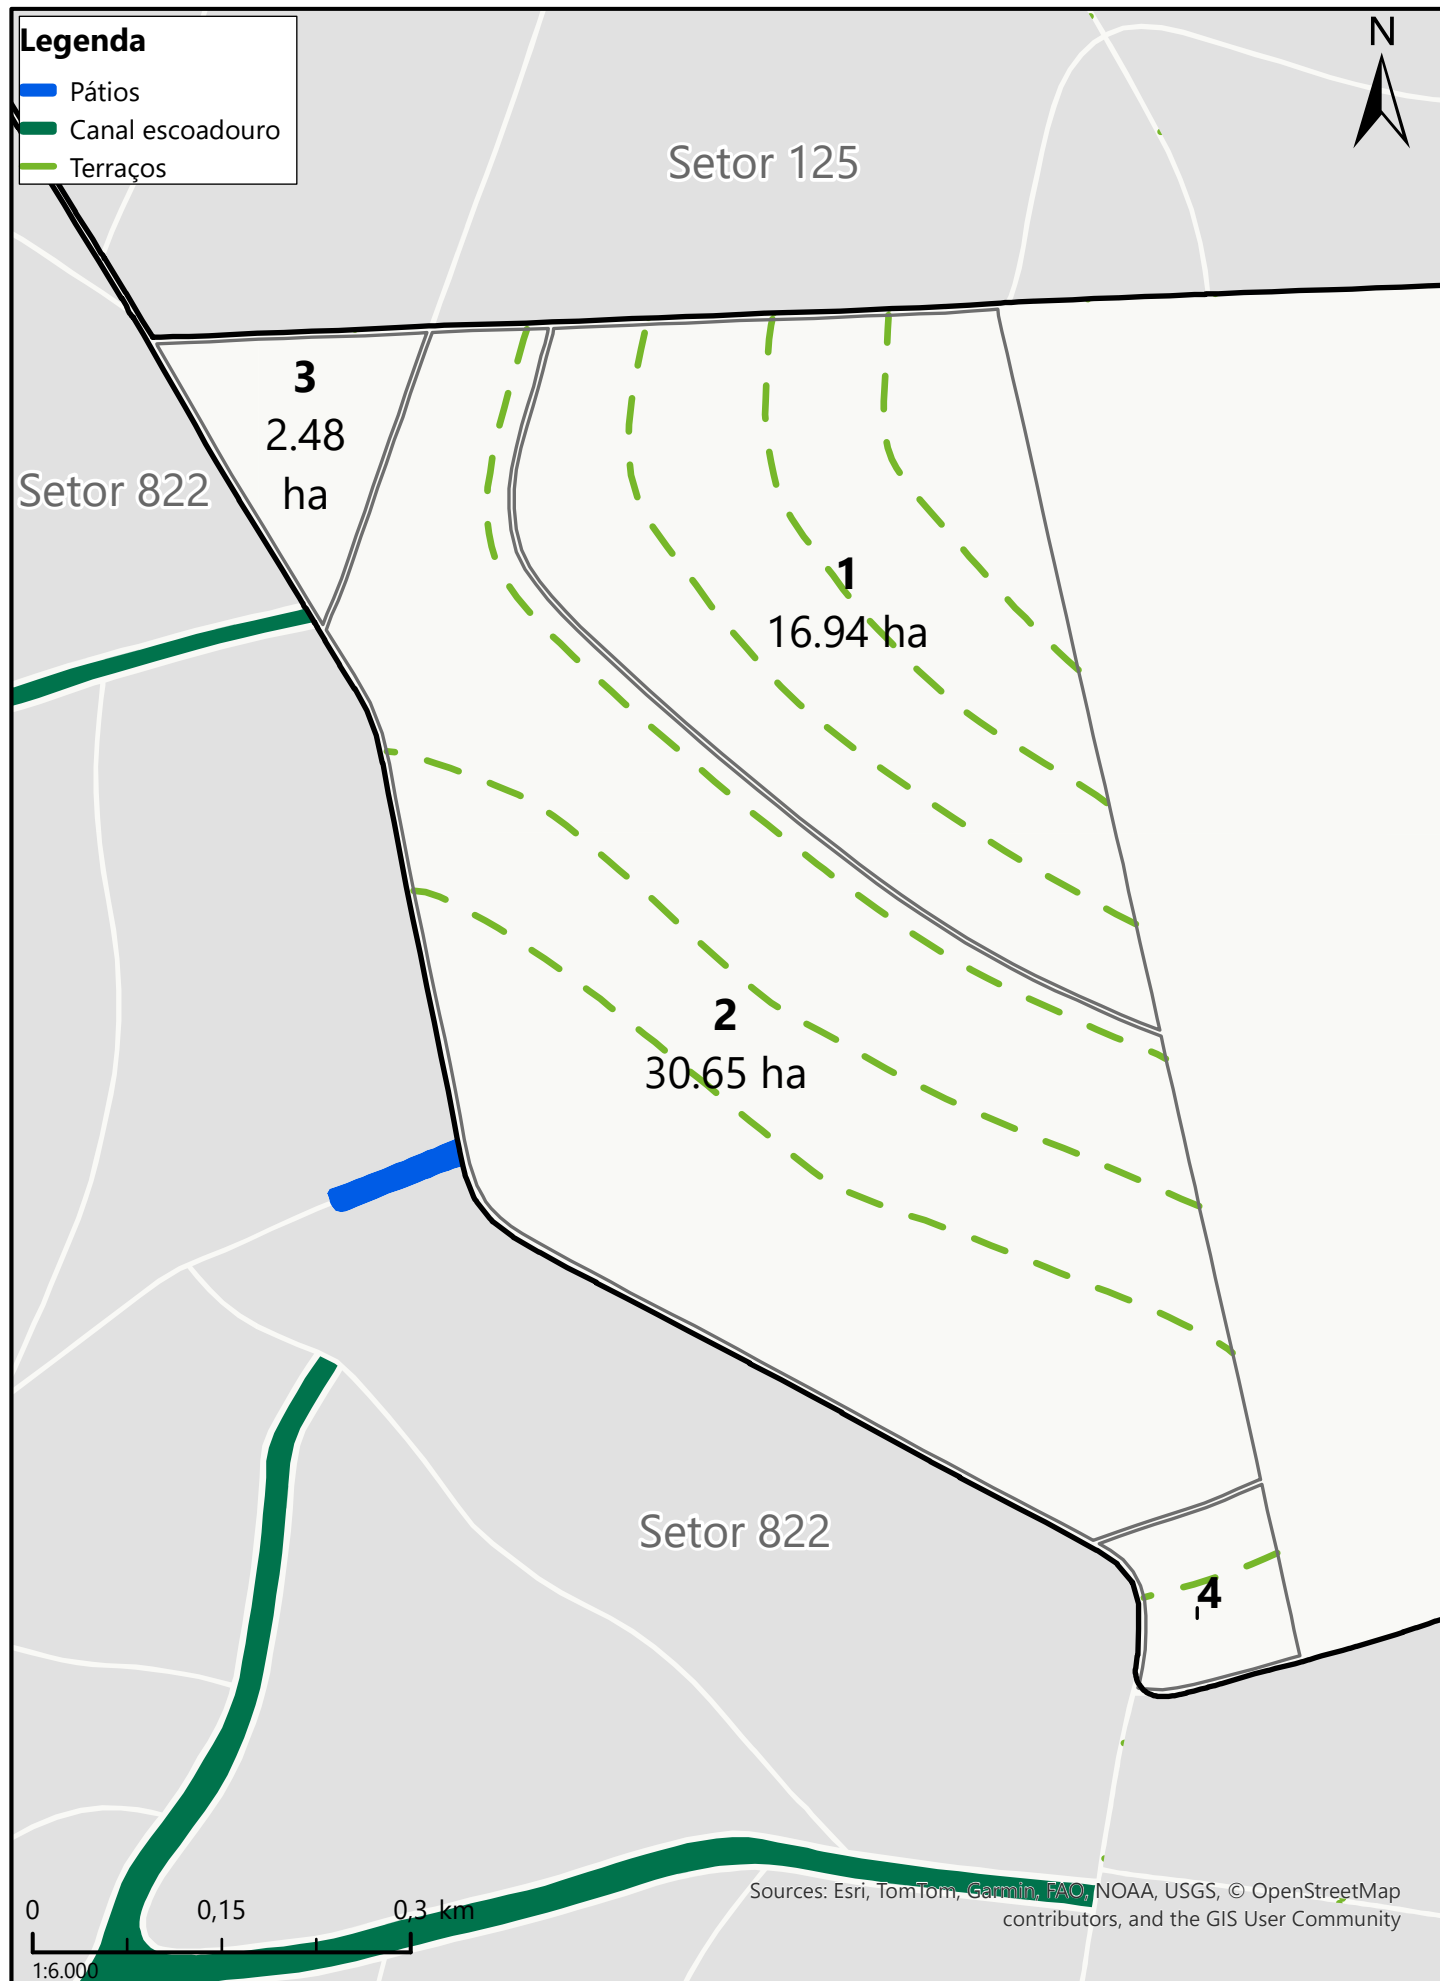 Legenda
Pátios
Canal escoadouro
Terraços
N
Setor 125
3
2.48
ha
Setor 822
1
16.94 ha
2
30.65 ha
Setor 822
4
Sources: Esri, TomTom, Garmin, FAO, NOAA, USGS, © OpenStreetMap
contributors, and the GIS User Community
0 0,15 0,3 km
1:6.000